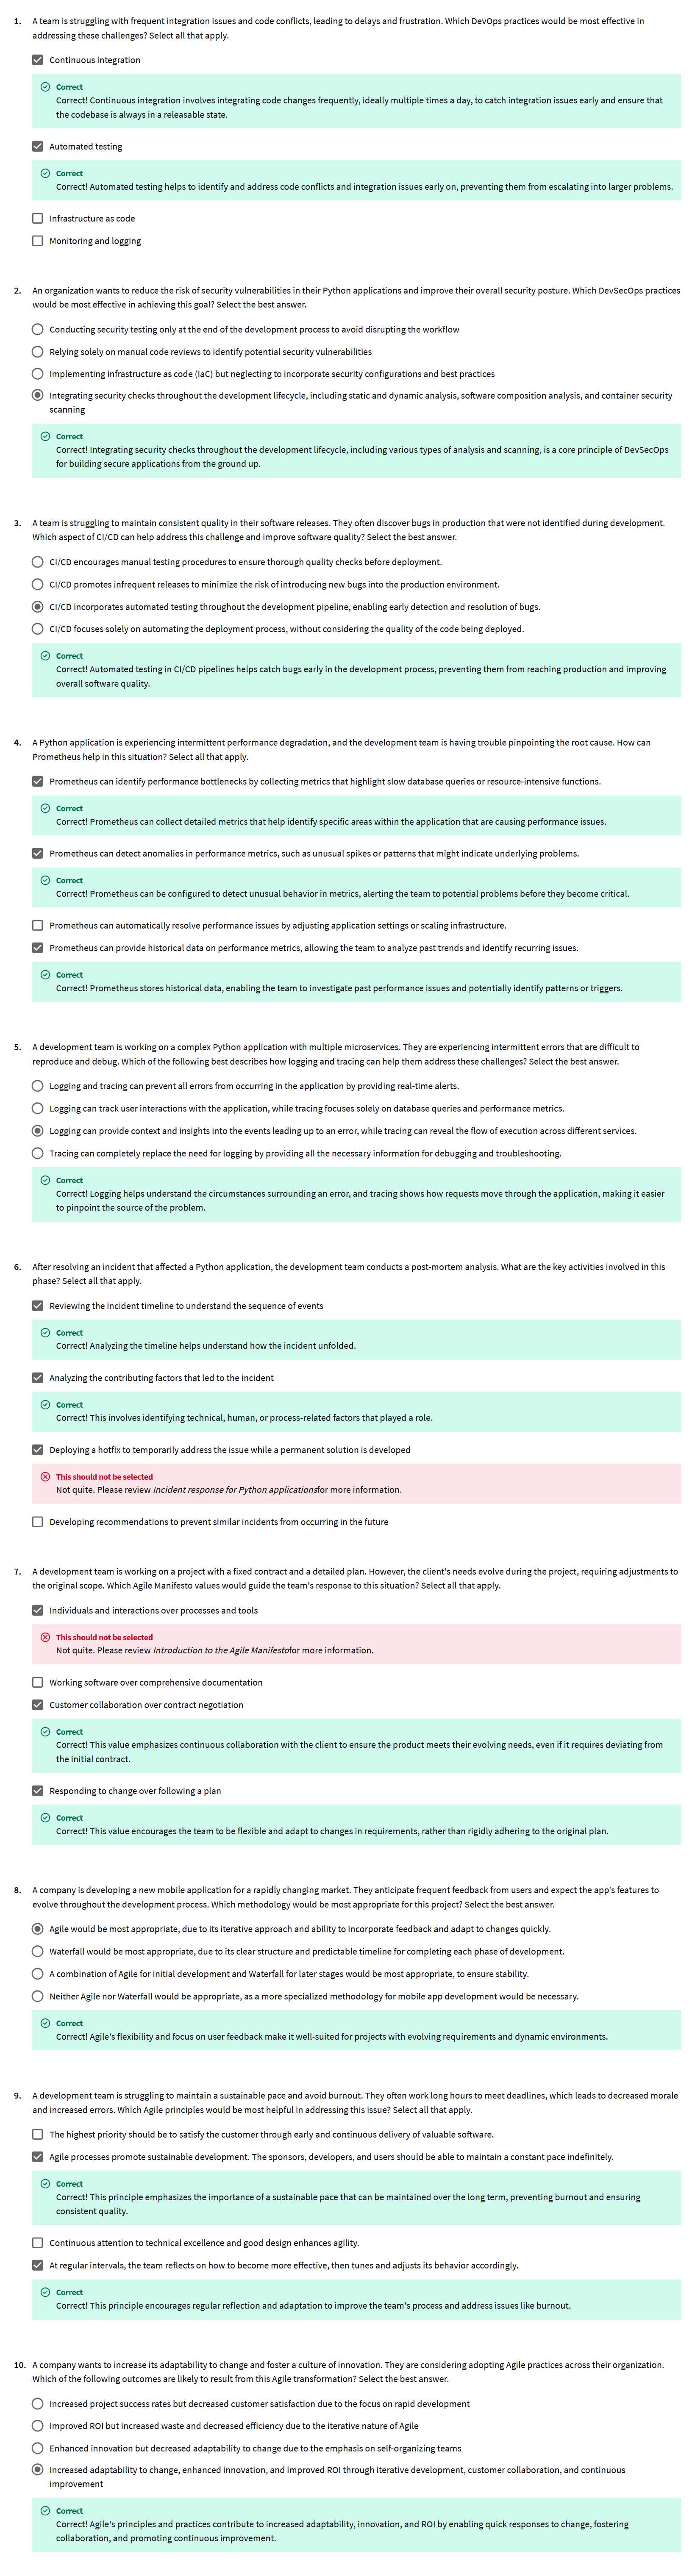 1. A team is struggling with frequent integration issues and code conflicts, leading to delays and frustration. Which DevOps practices would be most effective in
addressing these challenges? Select all that apply.
Continuous integration
Correct
Correct! Continuous integration involves integrating code changes frequently, ideally multiple times a day, to catch integration issues early and ensure that
the codebase is always in a releasable state.
Automated testing
Correct
Correct! Automated testing helps to identify and address code conflicts and integration issues early on, preventing them from escalating into larger problems.
Infrastructure as code
Monitoring and logging
2. An organization wants to reduce the risk of security vulnerabilities in their Python applications and improve their overall security posture. Which DevSecOps practices
would be most effective in achieving this goal? Select the best answer.
Conducting security testing only at the end of the development process to avoid disrupting the workflow
Relying solely on manual code reviews to identify potential security vulnerabilities
Implementing infrastructure as code (IaC) but neglecting to incorporate security configurations and best practices
Integrating security checks throughout the development lifecycle, including static and dynamic analysis, software composition analysis, and container security
scanning
Correct
Correct! Integrating security checks throughout the development lifecycle, including various types of analysis and scanning, is a core principle of DevSecOps
for building secure applications from the ground up.
3. A team is struggling to maintain consistent quality in their software releases. They often discover bugs in production that were not identified during development.
Which aspect of CI/CD can help address this challenge and improve software quality? Select the best answer.
CI/CD encourages manual testing procedures to ensure thorough quality checks before deployment.
CI/CD promotes infrequent releases to minimize the risk of introducing new bugs into the production environment.
CI/CD incorporates automated testing throughout the development pipeline, enabling early detection and resolution of bugs.
CI/CD focuses solely on automating the deployment process, without considering the quality of the code being deployed.
Correct
Correct! Automated testing in CI/CD pipelines helps catch bugs early in the development process, preventing them from reaching production and improving
overall software quality.
4. A Python application is experiencing intermittent performance degradation, and the development team is having trouble pinpointing the root cause. How can
Prometheus help in this situation? Select all that apply.
Prometheus can identify performance bottlenecks by collecting metrics that highlight slow database queries or resource-intensive functions.
Correct
Correct! Prometheus can collect detailed metrics that help identify specific areas within the application that are causing performance issues.
Prometheus can detect anomalies in performance metrics, such as unusual spikes or patterns that might indicate underlying problems.
Correct
Correct! Prometheus can be configured to detect unusual behavior in metrics, alerting the team to potential problems before they become critical.
Prometheus can automatically resolve performance issues by adjusting application settings or scaling infrastructure.
Prometheus can provide historical data on performance metrics, allowing the team to analyze past trends and identify recurring issues.
Correct
Correct! Prometheus stores historical data, enabling the team to investigate past performance issues and potentially identify patterns or triggers.
5. A development team is working on a complex Python application with multiple microservices. They are experiencing intermittent errors that are difficult to
reproduce and debug. Which of the following best describes how logging and tracing can help them address these challenges? Select the best answer.
Logging and tracing can prevent all errors from occurring in the application by providing real-time alerts.
Logging can track user interactions with the application, while tracing focuses solely on database queries and performance metrics.
Logging can provide context and insights into the events leading up to an error, while tracing can reveal the flow of execution across different services.
Tracing can completely replace the need for logging by providing all the necessary information for debugging and troubleshooting.
Correct
Correct! Logging helps understand the circumstances surrounding an error, and tracing shows how requests move through the application, making it easier
to pinpoint the source of the problem.
6. After resolving an incident that affected a Python application, the development team conducts a post-mortem analysis. What are the key activities involved in this
phase? Select all that apply.
Reviewing the incident timeline to understand the sequence of events
Correct
Correct! Analyzing the timeline helps understand how the incident unfolded.
Analyzing the contributing factors that led to the incident
Correct
Correct! This involves identifying technical, human, or process-related factors that played a role.
Deploying a hotfix to temporarily address the issue while a permanent solution is developed
This should not be selected
Not quite. Please review Incident response for Python applicationsfor more information.
Developing recommendations to prevent similar incidents from occurring in the future
7. A development team is working on a project with a fixed contract and a detailed plan. However, the client's needs evolve during the project, requiring adjustments to
the original scope. Which Agile Manifesto values would guide the team's response to this situation? Select all that apply.
Individuals and interactions over processes and tools
This should not be selected
Not quite. Please review Introduction to the Agile Manifestofor more information.
Working software over comprehensive documentation
Customer collaboration over contract negotiation
Correct
Correct! This value emphasizes continuous collaboration with the client to ensure the product meets their evolving needs, even if it requires deviating from
the initial contract.
Responding to change over following a plan
Correct
Correct! This value encourages the team to be flexible and adapt to changes in requirements, rather than rigidly adhering to the original plan.
8. A company is developing a new mobile application for a rapidly changing market. They anticipate frequent feedback from users and expect the app's features to
evolve throughout the development process. Which methodology would be most appropriate for this project? Select the best answer.
Agile would be most appropriate, due to its iterative approach and ability to incorporate feedback and adapt to changes quickly.
Waterfall would be most appropriate, due to its clear structure and predictable timeline for completing each phase of development.
A combination of Agile for initial development and Waterfall for later stages would be most appropriate, to ensure stability.
Neither Agile nor Waterfall would be appropriate, as a more specialized methodology for mobile app development would be necessary.
Correct
Correct! Agile's flexibility and focus on user feedback make it well-suited for projects with evolving requirements and dynamic environments.
9. A development team is struggling to maintain a sustainable pace and avoid burnout. They often work long hours to meet deadlines, which leads to decreased morale
and increased errors. Which Agile principles would be most helpful in addressing this issue? Select all that apply.
The highest priority should be to satisfy the customer through early and continuous delivery of valuable software.
Agile processes promote sustainable development. The sponsors, developers, and users should be able to maintain a constant pace indefinitely.
Correct
Correct! This principle emphasizes the importance of a sustainable pace that can be maintained over the long term, preventing burnout and ensuring
consistent quality.
Continuous attention to technical excellence and good design enhances agility.
At regular intervals, the team reflects on how to become more effective, then tunes and adjusts its behavior accordingly.
Correct
Correct! This principle encourages regular reflection and adaptation to improve the team's process and address issues like burnout.
10. A company wants to increase its adaptability to change and foster a culture of innovation. They are considering adopting Agile practices across their organization.
Which of the following outcomes are likely to result from this Agile transformation? Select the best answer.
Increased project success rates but decreased customer satisfaction due to the focus on rapid development
Improved ROI but increased waste and decreased efficiency due to the iterative nature of Agile
Enhanced innovation but decreased adaptability to change due to the emphasis on self-organizing teams
Increased adaptability to change, enhanced innovation, and improved ROI through iterative development, customer collaboration, and continuous
improvement
Correct
Correct! Agile's principles and practices contribute to increased adaptability, innovation, and ROI by enabling quick responses to change, fostering
collaboration, and promoting continuous improvement.